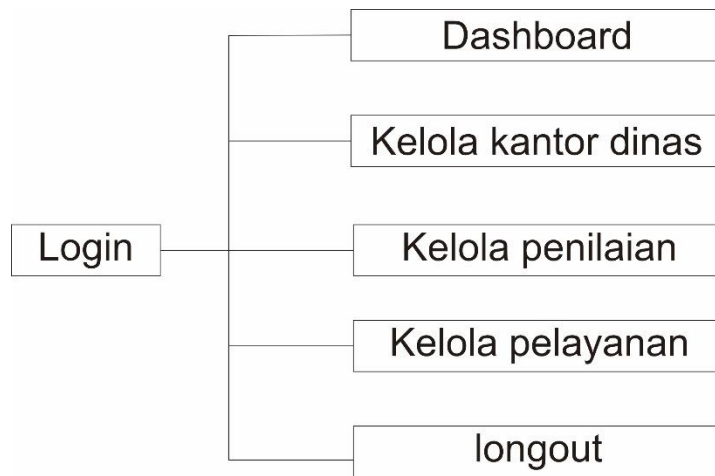 Dashboard
Kelola kantor dinas
Login
Kelola penilaian
Kelola pelayanan
longout